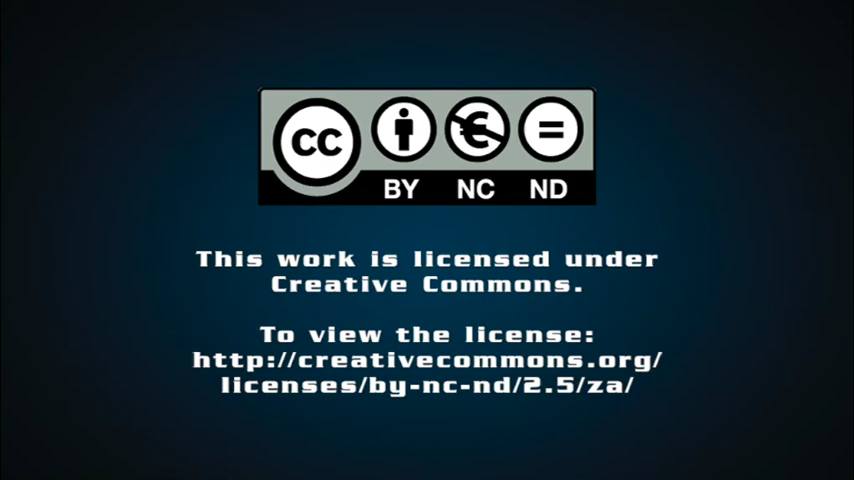 CC
BY NC ND
This work is licensed under
Creative Commons.
To view the license:
http://creativecommons.org/
licenses/by-nc-nd/2.5/za/